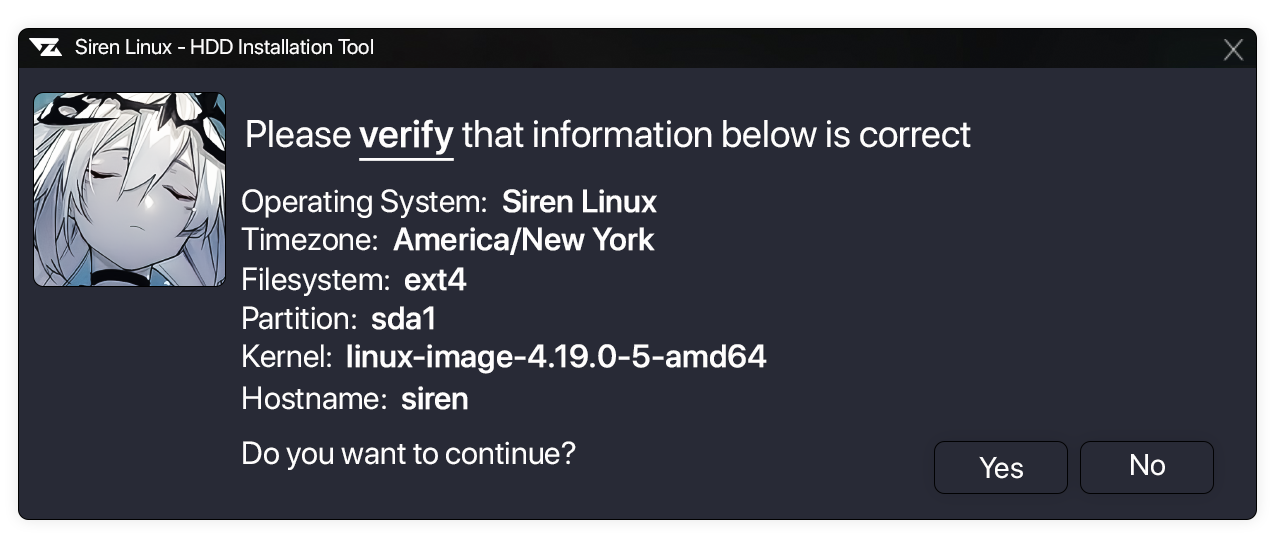 Siren Linux - HDD Installation Tool
Please verify that information below is correct
Operating System: Siren Linux
Timezone: America/New York
Filesystem: ext4
Partition: sda1
Kernel: linux-image-4.19.0-5-amd64
Hostname: siren
Do you want to continue?
Yes
No